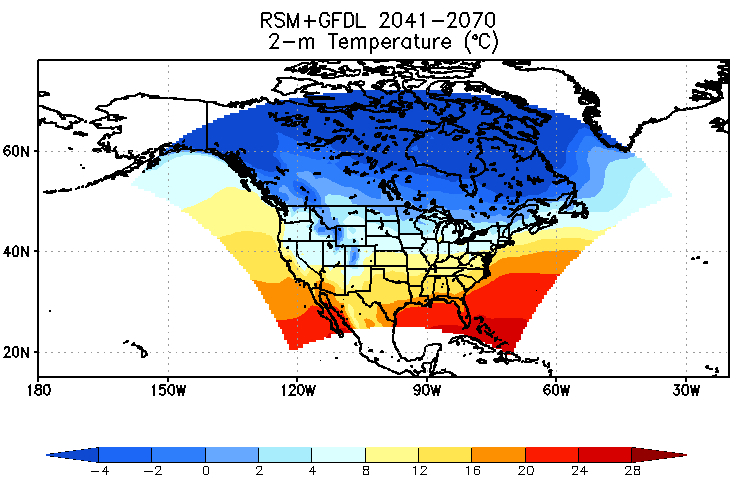 RSM+GFDL 2041-2070
2-m Temperature (°C)
60N
40N
20N
180 150W 120W 90W 60W 30W
-4 -2 0 2 4 8 12 16 20 24 28